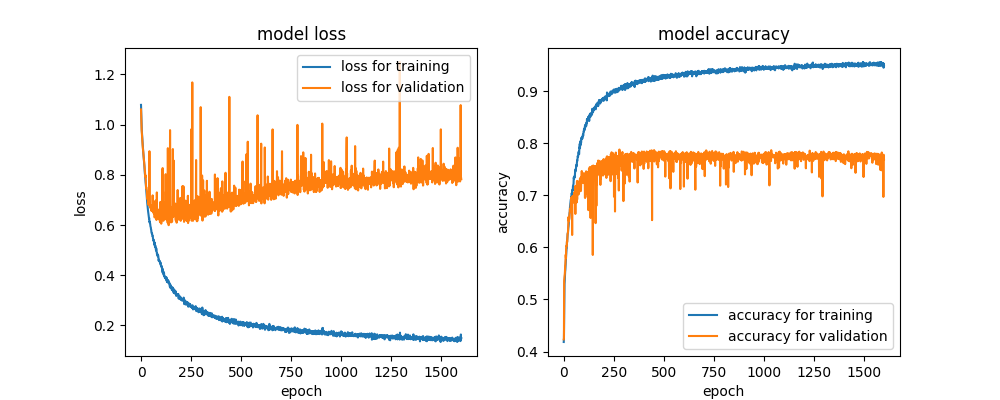 model loss
loss for training
loss for validation
1.2
1.0
0.8
0.6
0.4
0.2
loss
0
250
500
750
1000
1250
1500
epoch
model accuracy
0.9
0.8
0.7
0.6
0.5
0.4
accuracy
accuracy for training
accuracy for validation
0
250
500
750
1000
1250
1500
epoch